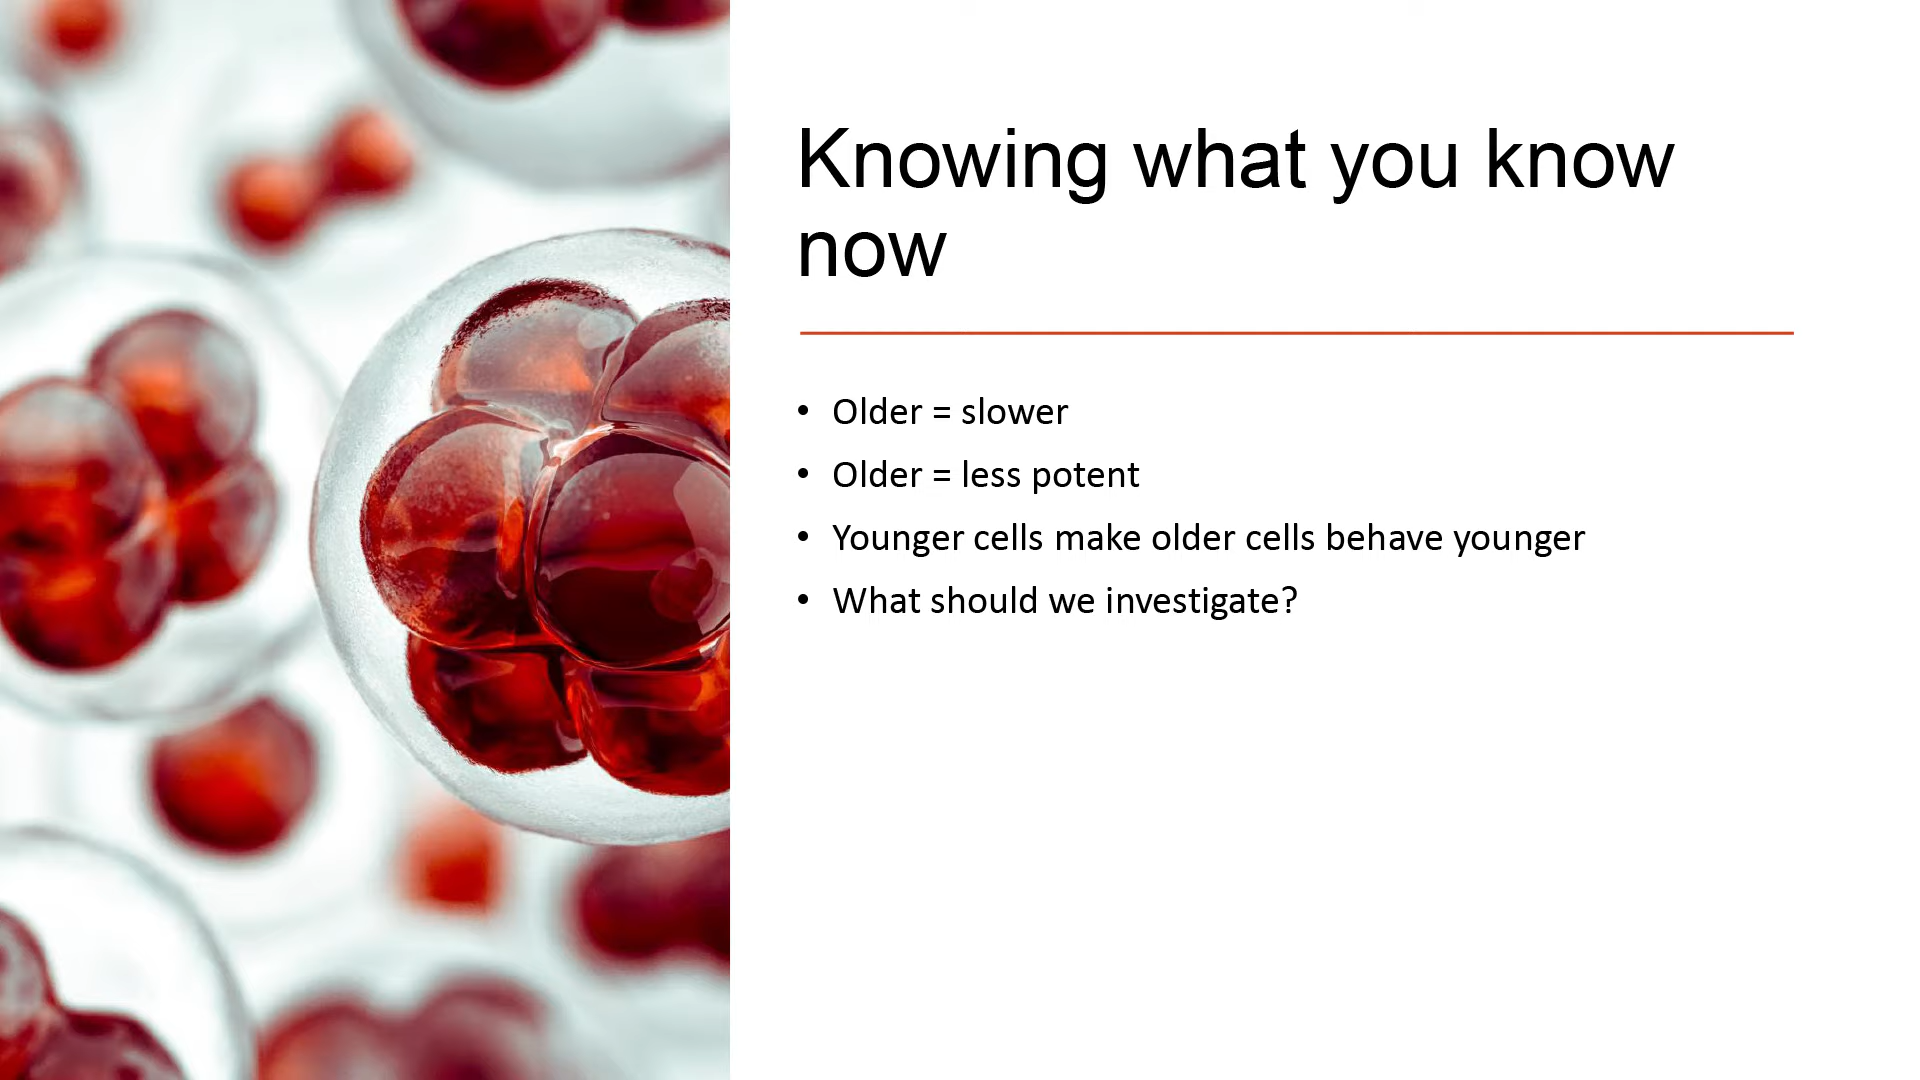 Knowing what you know
now
• Older = slower
• Older = less potent
• Younger cells make older cells behave younger
• What should we investigate?